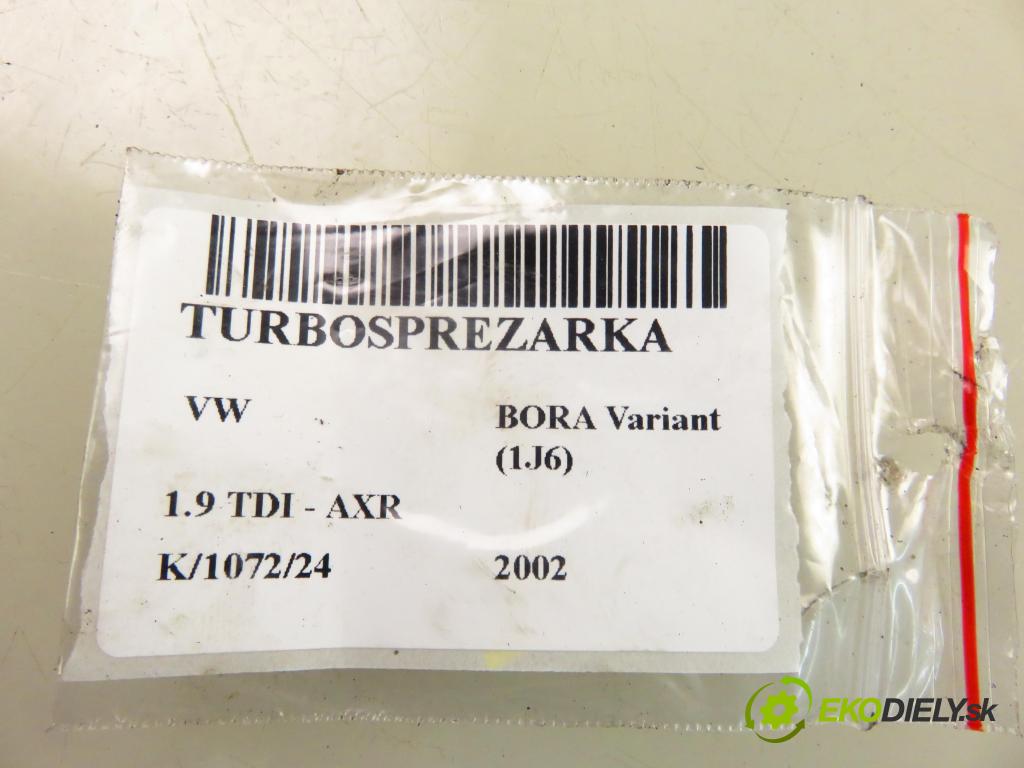 TURBOSPREZARKA
VW
BORA Variant
(1J6)
1.9 TDI - AXR
K/1072/24
2002
EKODIELY.sk